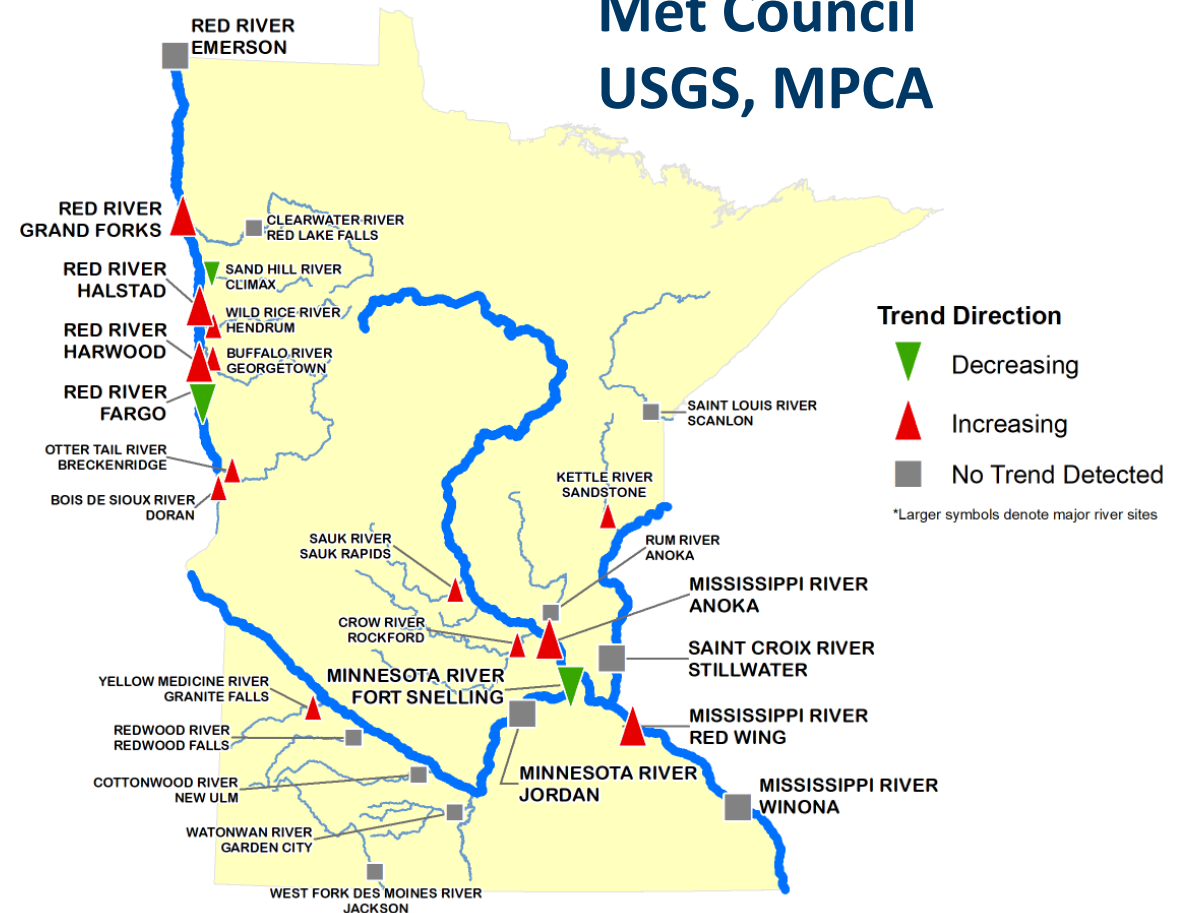 Met Council
USGS, MPCA
RED RIVER
EMERSON
RED RIVER
GRAND FORKS
CLEARWATER RIVER
RED LAKE FALLS
RED RIVER
HALSTAD
SAND HILL RIVER
CLIMAX
WILD RICE RIVER
HENDRUM
RED RIVER
HARWOOD
BUFFALO RIVER
GEORGETOWN
RED RIVER
FARGO
OTTER TAIL RIVER
BRECKENRIDGE
BOIS DE SIOUX RIVER
DORAN
Trend Direction
Decreasing
Increasing
No Trend Detected
*Larger symbols denote major river sites
SAINT LOUIS RIVER
SCANLON
KETTLE RIVER
SANDSTONE
SAUK RIVER
SAUK RAPIDS
RUM RIVER
ANOKA
MISSISSIPPI RIVER
ANOKA
CROW RIVER
ROCKFORD
SAINT CROIX RIVER
STILLWATER
MINNESOTA RIVER
FORT SNELLING
YELLOW MEDICINE RIVER
GRANITE FALLS
MISSISSIPPI RIVER
RED WING
REDWOOD RIVER
REDWOOD FALLS
MINNESOTA RIVER
JORDAN
COTTONWOOD RIVER
NEW ULM
MISSISSIPPI RIVER
WINONA
WATONWAN RIVER
GARDEN CITY
WEST FORK DES MOINES RIVER
JACKSON